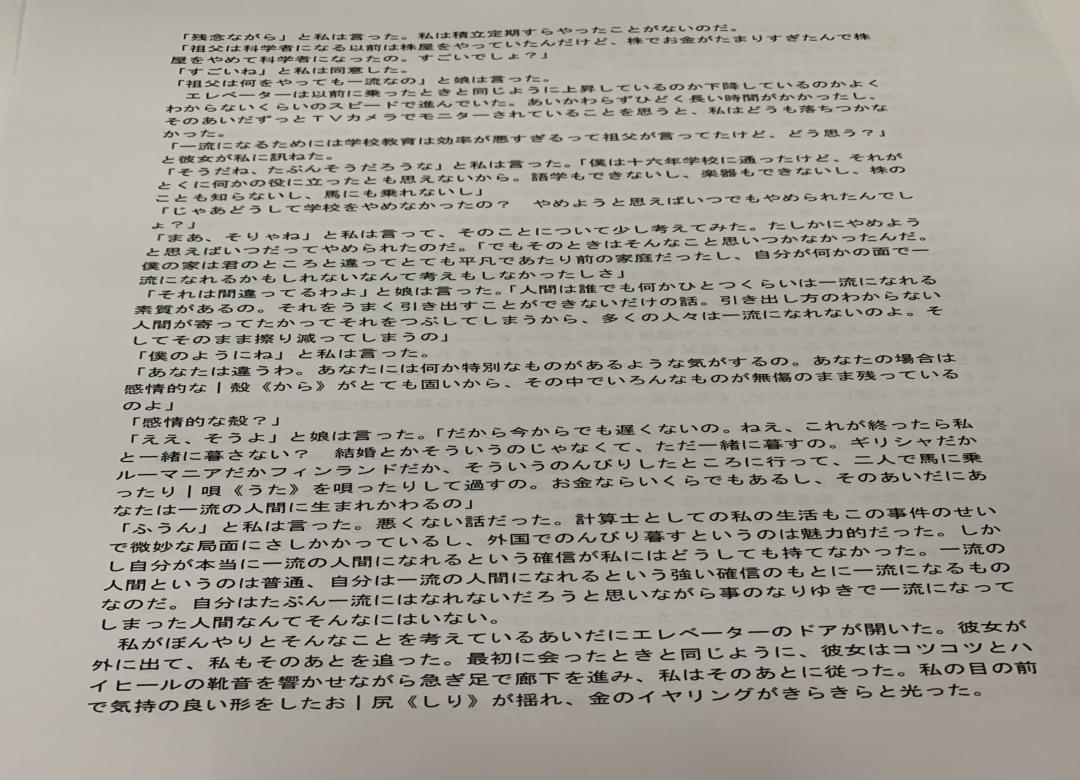 「残念ながら」と私は言った。私は積立定期すらやったことがないのだ。
「祖父は科学者になる以前は株屋をやっていたんだけど、株でお金がたまりすぎたんで株
屋をやめて科学者になったの。すごいでしょ？」
「すごいね」と私は同意した。
「祖父は何をやっても一流なの」と娘は言った。
エレベーターは以前に乗ったときと同じように上昇しているのか下降しているのかよく
わからないくらいのスピードで進んでいた。あいかわらずひどく長い時間がかかったし、
そのあいだずっとＴＶカメラでモニターされていることを思うと、私はどうも落ちつかな
かった。
「一流になるためには学校教育は効率が悪すぎるって祖父が言ってたけど、どう思う？」
と彼女が私に訊ねた。
「そうだね、たぶんそうだろうな」と私は言った。「僕は十六年学校に通ったけど、それが
とくに何かの役に立ったとも思えないから。語学もできないし、楽器もできないし、株の
ことも知らないし、馬にも乗れないし」
「じゃあどうして学校をやめなかったの？　やめようと思えばいつでもやめられたんでし
ょ？」
「まあ、そりゃね」と私は言って、そのことについて少し考えてみた。たしかにやめよう
と思えばいつだってやめられたのだ。「でもそのときはそんなこと思いつかなかったんだ。
僕の家は君のところと違ってとても平凡であたり前の家庭だったし、自分が何かの面で一
流になれるかもしれないなんて考えもしなかったしさ」
「それは間違ってるわよ」と娘は言った。「人間は誰でも何かひとつくらいは一流になれる
素質があるの。それをうまく引き出すことができないだけの話。引き出し方のわからない
人間が寄ってたかってそれをつぶしてしまうから、多くの人々は一流になれないのよ。そ
してそのまま擦り減ってしまうの」
「僕のようにね」と私は言った。
「あなたは違うわ。あなたには何か特別なものがあるような気がするの。あなたの場合は
感情的な｜殻《から》がとても固いから、その中でいろんなものが無傷のまま残っている
のよ」
「感情的な殻？」
「ええ、そうよ」と娘は言った。「だから今からでも遅くないの。ねえ、これが終ったら私
と一緒に暮さない？　結婚とかそういうのじゃなくて、ただ一緒に暮すの。ギリシャだか
ルーマニアだかフィンランドだか、そういうのんびりしたところに行って、二人で馬に乗
ったり｜唄《うた》を唄ったりして過すの。お金ならいくらでもあるし、そのあいだにあ
なたは一流の人間に生まれかわるの」
「ふうん」と私は言った。悪くない話だった。計算士としての私の生活もこの事件のせい
で微妙な局面にさしかかっているし、外国でのんびり暮すというのは魅力的だった。しか
し自分が本当に一流の人間になれるという確信が私にはどうしても持てなかった。一流の
人間というのは普通、自分は一流の人間になれるという強い確信のもとに一流になるもの
なのだ。自分はたぶん一流にはなれないだろうと思いながら事のなりゆきで一流になって
しまった人間なんてそんなにはいない。
私がぼんやりとそんなことを考えているあいだにエレベーターのドアが開いた。彼女が
外に出て、私もそのあとを追った。最初に会ったときと同じように、彼女はコツコツとハ
イヒールの靴音を響かせながら急ぎ足で廊下を進み、私はそのあとに従った。私の目の前
で気持の良い形をしたお｜尻《しり》が揺れ、金のイヤリングがきらきらと光った。